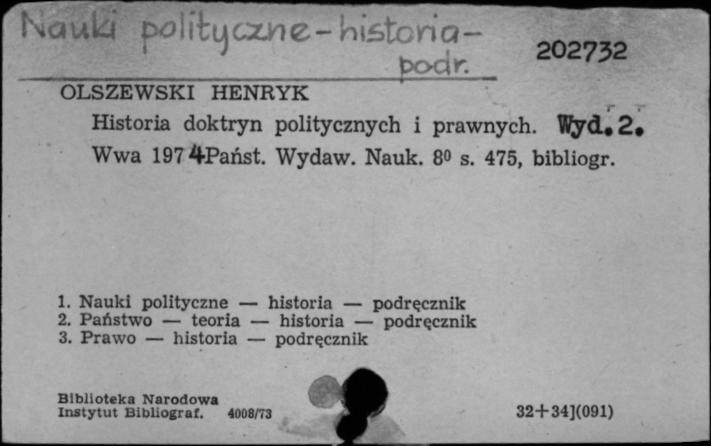 Nauki polityczne-historia-
podr.
202732
OLSZEWSKI HENRYK
Historia doktryn politycznych i prawnych. Wyd.2.
Wwa 1974Państ. Wydaw. Nauk. 8⁰ s. 475, bibliogr.
1. Nauki polityczne — historia — podręcznik
2. Państwo — teoria — historia — podręcznik
3. Prawo — historia — podręcznik
Biblioteka Narodowa
Instytut Bibliograf. 4008/73
32+34](091)